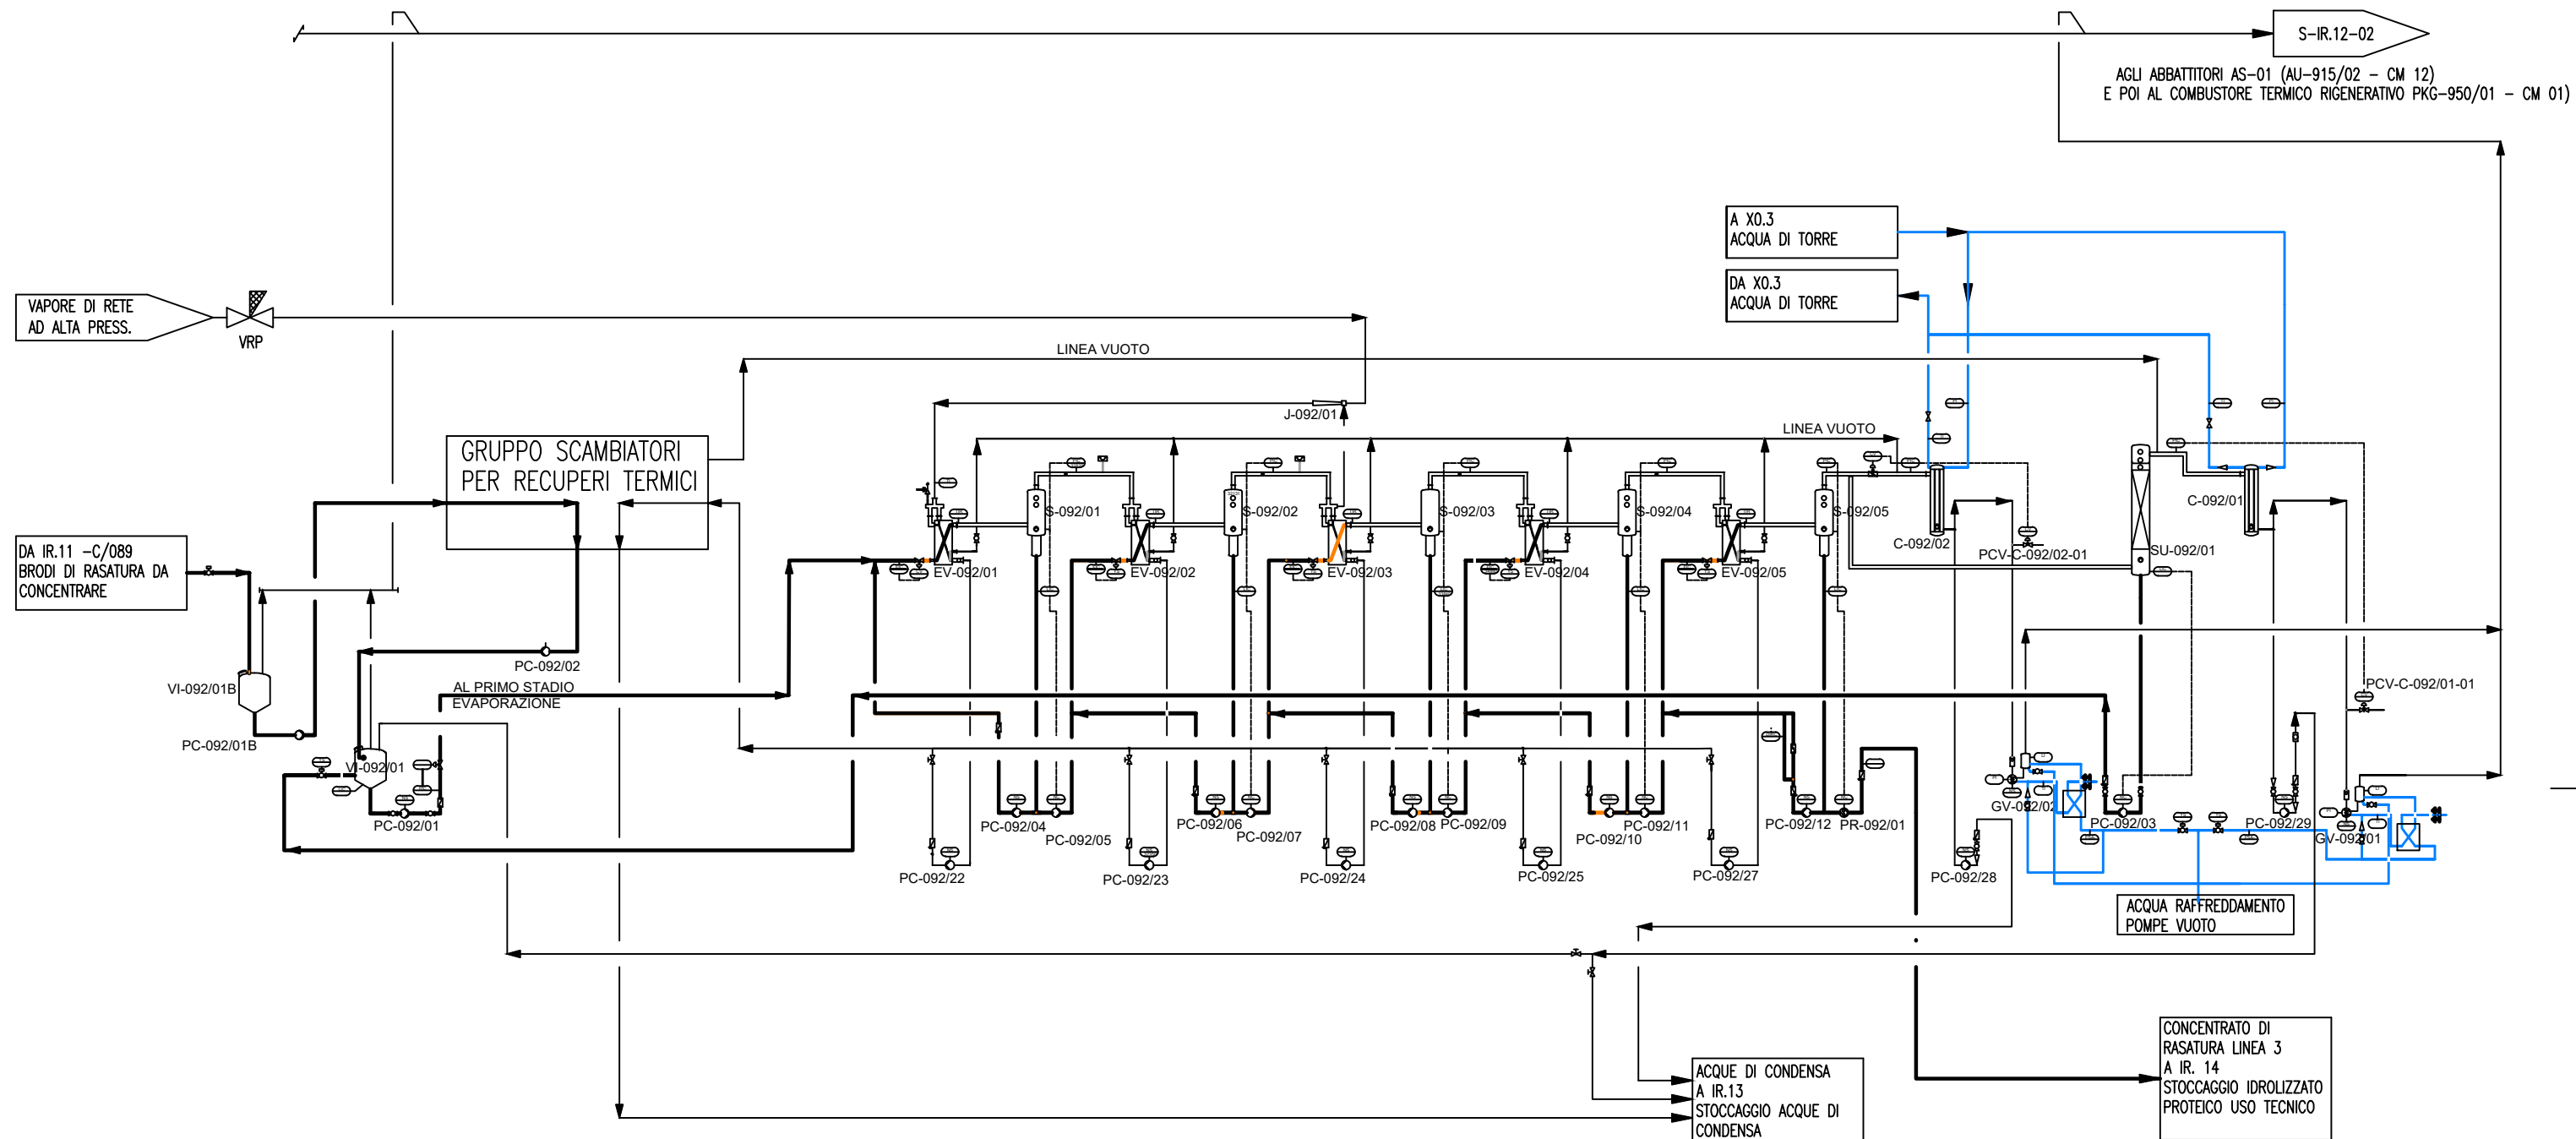 S-IR.12-02
AGLI ABBATTITORI AS-01 (AU-915/02 - CM 12)
E POI AL COMBUSTORE TERMICO RIGENERATIVO PKG-950/01 - CM 01)
A X0.3
ACQUA DI TORRE
DA X0.3
ACQUA DI TORRE
VAPORE DI RETE
AD ALTA PRESS.
VRP
LINEA VUOTO
J-092/01
LINEA VUOTO
GRUPPO SCAMBIATORI
PER RECUPERI TERMICI
S-092/01
S-092/02
S-092/03
S-092/04
S-092/05
C-092/02
C-092/01
PCV-C-092/02-01
SU-092/01
DA IR.11 -C/089
BRODI DI RASATURA DA
CONCENTRARE
EV-092/01
EV-092/02
EV-092/03
EV-092/04
EV-092/05
PC-092/02
VI-092/01B
AL PRIMO STADIO
EVAPORAZIONE
PCV-C-092/01-01
PC-092/01B
VI-092/01
PC-092/01
PC-092/04
PC-092/05
PC-092/06
PC-092/07
PC-092/08
PC-092/09
PC-092/10
PC-092/11
PC-092/12
PR-092/01
GV-092/02
PC-092/03
PC-092/29
GV-092/01
PC-092/22
PC-092/23
PC-092/24
PC-092/25
PC-092/27
PC-092/28
ACQUA RAFFREDDAMENTO
POMPE VUOTO
ACQUE DI CONDENSA
A IR.13
STOCCAGGIO ACQUE DI
CONDENSA
CONCENTRATO DI
RASATURA LINEA 3
A IR. 14
STOCCAGGIO IDROLIZZATO
PROTEICO USO TECNICO